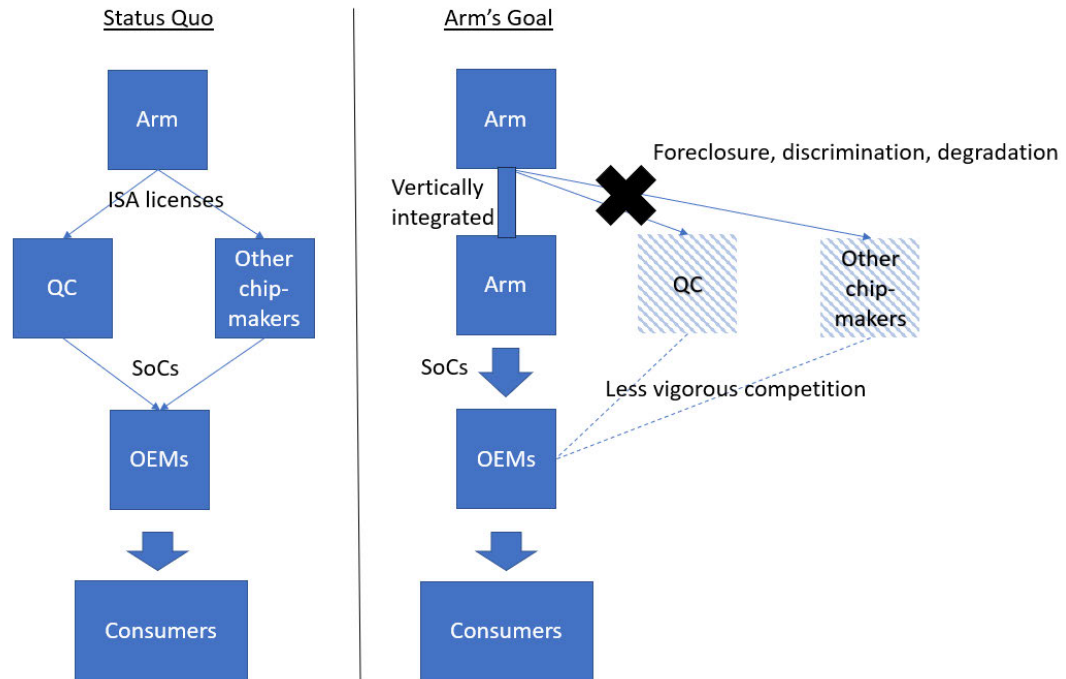 Status Quo
Arm
ISA licenses
QC
Other
chip-
makers
SoCs
OEMs
Consumers
Arm's Goal
Arm
Foreclosure, discrimination, degradation
Vertically
integrated
Arm
QC
Other
chip-
makers
SoCs
Less vigorous competition
OEMs
Consumers